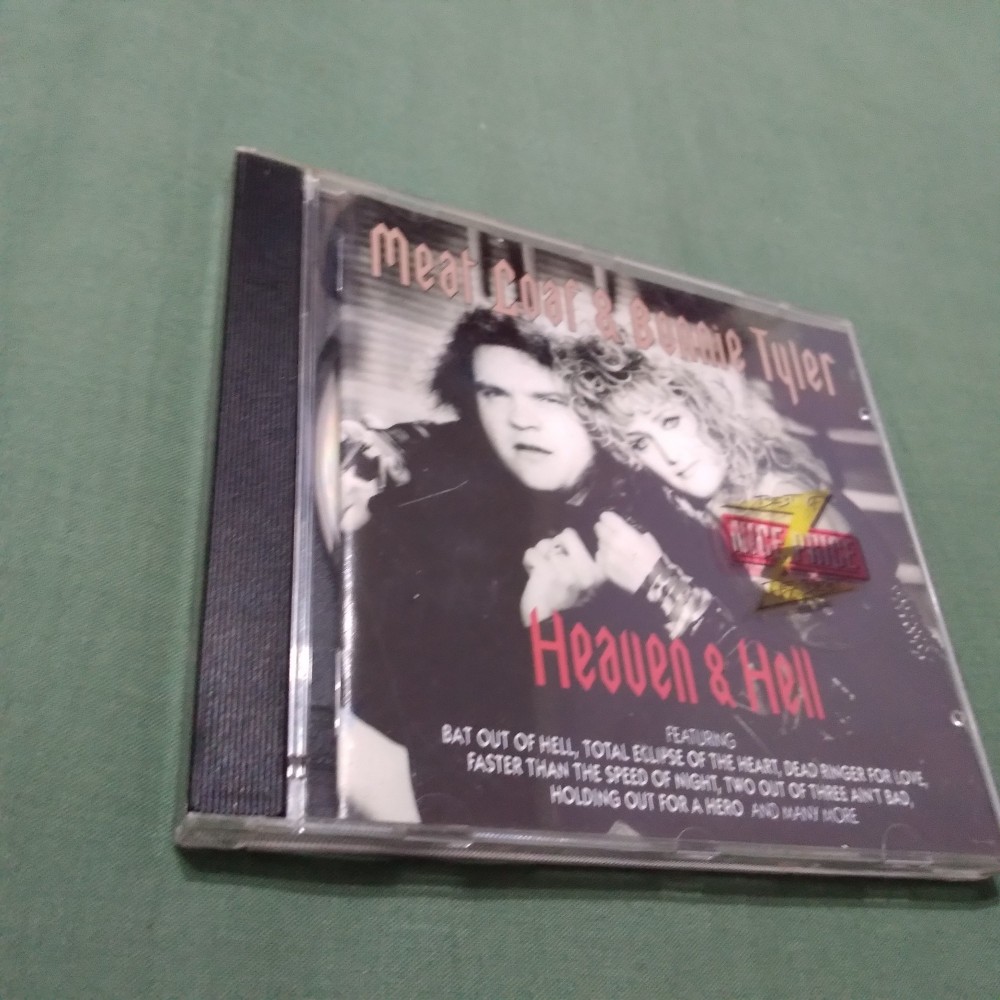 Meat Loaf & Bonnie Tyler
NICE PRICE
Heaven & Hell
FEATURING
BAT OUT OF HELL, TOTAL ECLIPSE OF THE HEART, DEAD RINGER FOR LOVE,
FASTER THAN THE SPEED OF NIGHT, TWO OUT OF THREE AIN'T BAD,
HOLDING OUT FOR A HERO AND MANY MORE